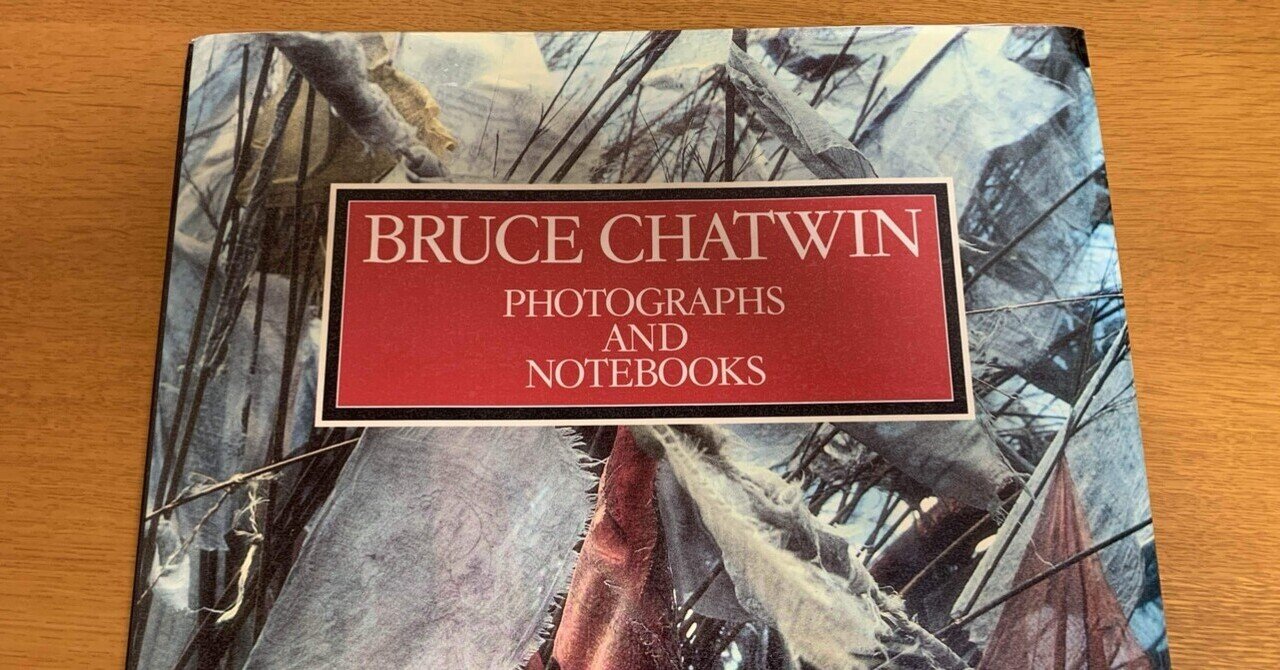 BRUCE CHATWIN
PHOTOGRAPHS
AND
NOTEBOOKS